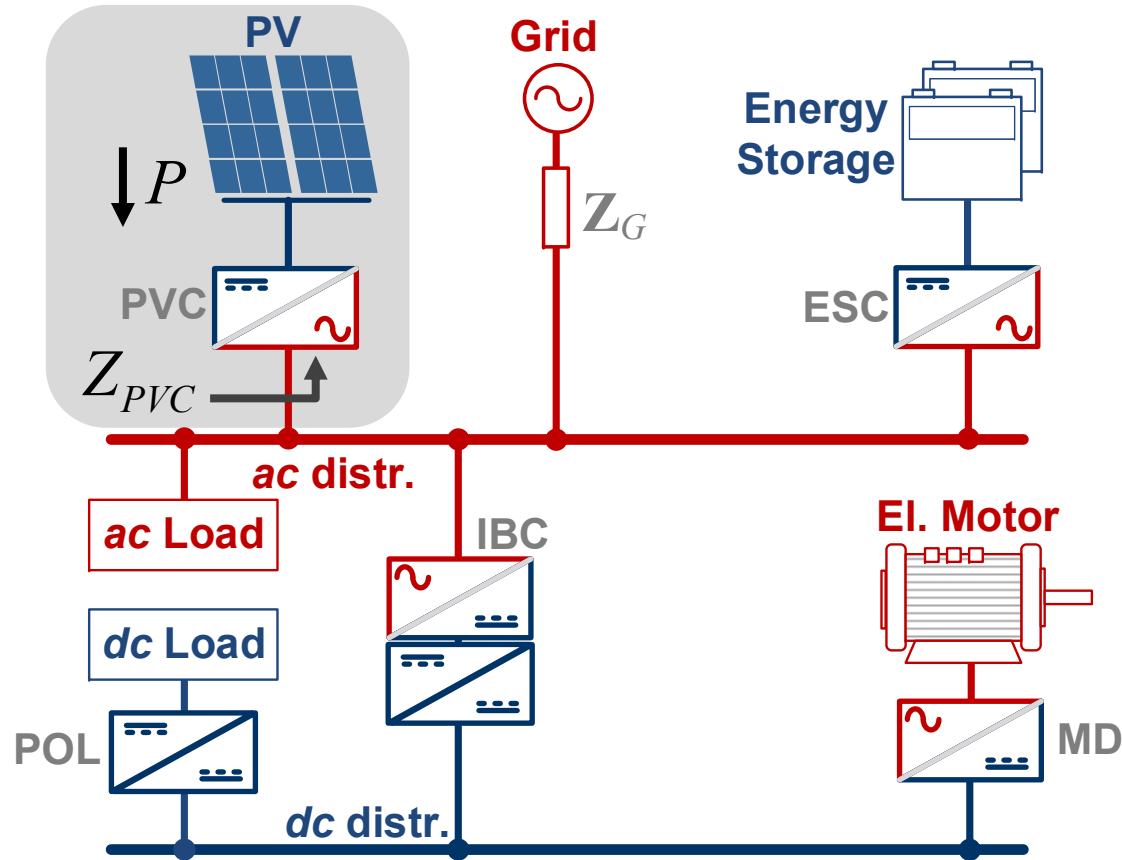 PV
Grid
Energy
Storage
P
Z_G
PVC
ESC
Z_PVC
ac distr.
ac Load
IBC
El. Motor
dc Load
POL
MD
dc distr.